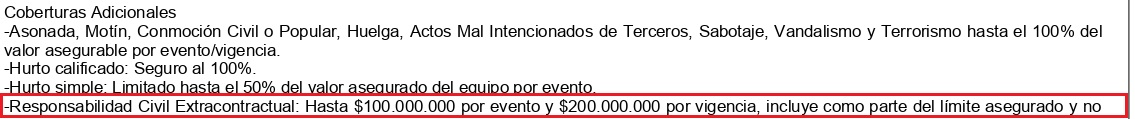 Coberturas Adicionales
-Asonada, Motín, Conmoción Civil o Popular, Huelga, Actos Mal Intencionados de Terceros, Sabotaje, Vandalismo y Terrorismo hasta el 100% del
valor asegurable por evento/vigencia.
-Hurto calificado: Seguro al 100%.
-Hurto simple: Limitado hasta el 50% del valor asegurado del equipo por evento.
-Responsabilidad Civil Extracontractual: Hasta $100.000.000 por evento y $200.000.000 por vigencia, incluye como parte del límite asegurado y no